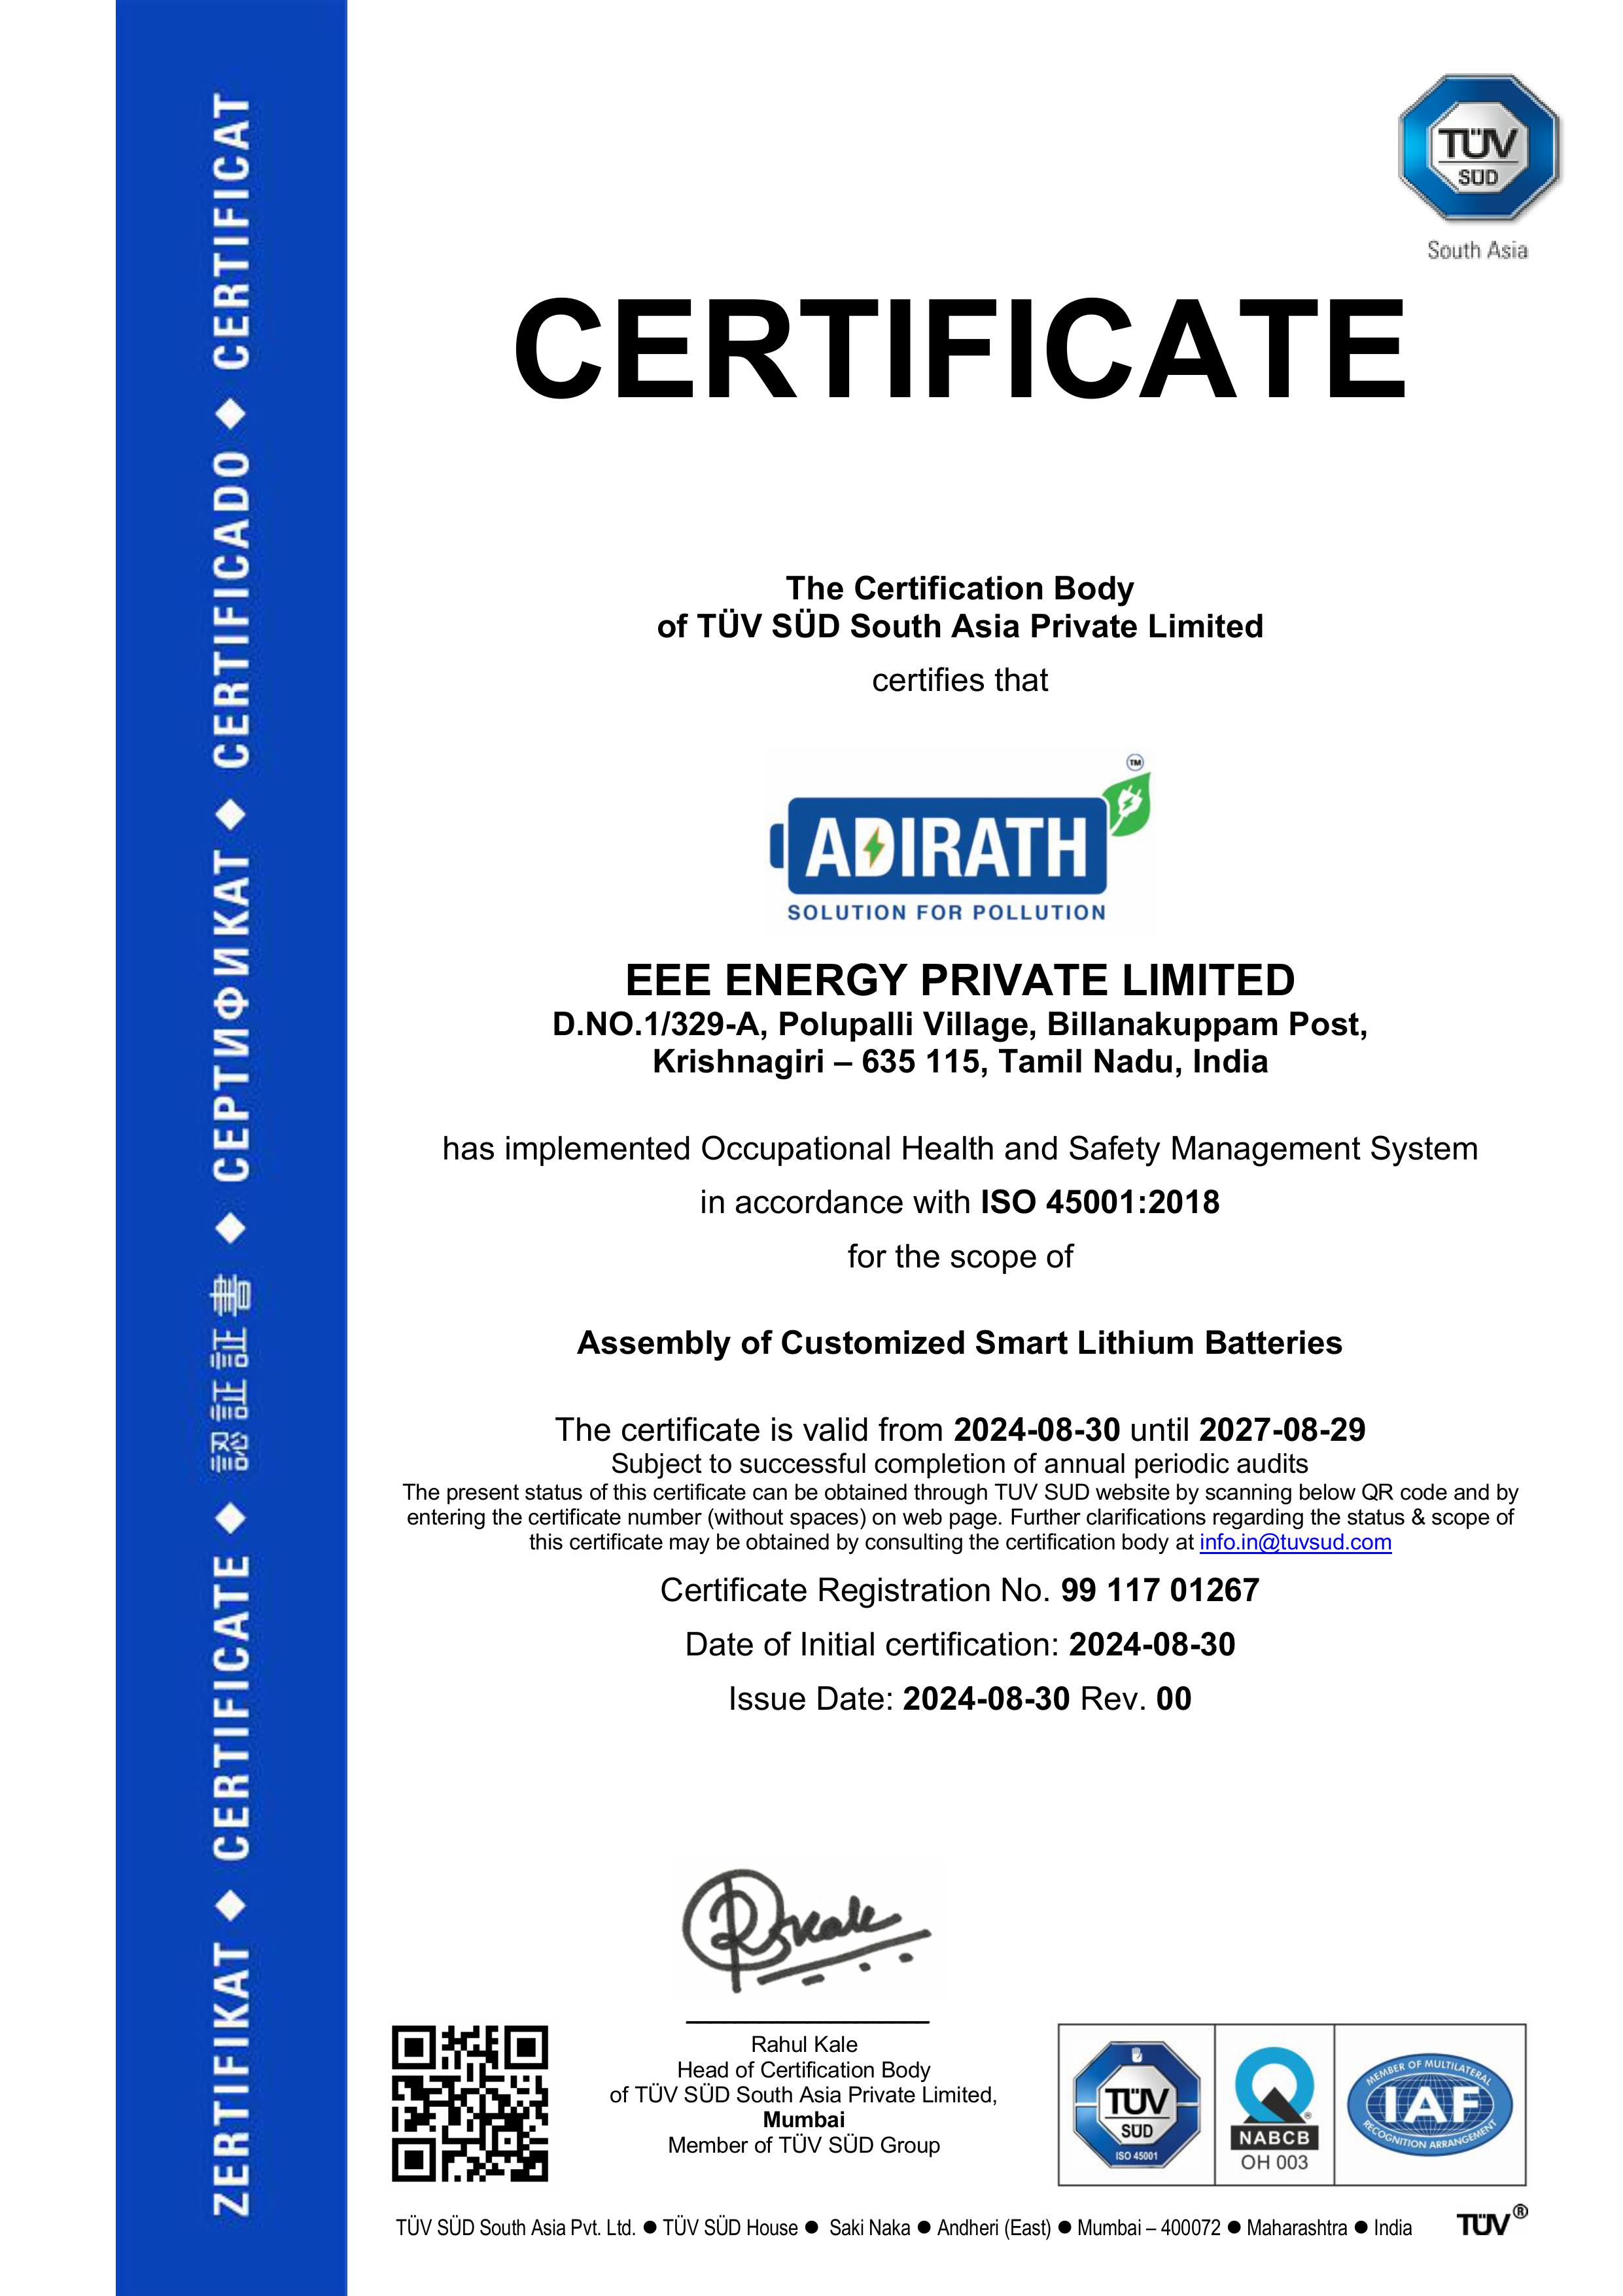 ZERTIFIKAT ◆ CERTIFICATE ◆ 認証証書 ◆ СЕРТИФИКАТ ◆ CERTIFICADO ◆ CERTIFICAT
TÜV
SÜD
South Asia
CERTIFICATE
The Certification Body
of TÜV SÜD South Asia Private Limited
certifies that
TM
ADIRATH
SOLUTION FOR POLLUTION
EEE ENERGY PRIVATE LIMITED
D.NO.1/329-A, Polupalli Village, Billanakuppam Post,
Krishnagiri – 635 115, Tamil Nadu, India
has implemented Occupational Health and Safety Management System
in accordance with ISO 45001:2018
for the scope of
Assembly of Customized Smart Lithium Batteries
The certificate is valid from 2024-08-30 until 2027-08-29
Subject to successful completion of annual periodic audits
The present status of this certificate can be obtained through TUV SUD website by scanning below QR code and by
entering the certificate number (without spaces) on web page. Further clarifications regarding the status & scope of
this certificate may be obtained by consulting the certification body at info.in@tuvsud.com
Certificate Registration No. 99 117 01267
Date of Initial certification: 2024-08-30
Issue Date: 2024-08-30 Rev. 00
Rahul Kale
Head of Certification Body
of TÜV SÜD South Asia Private Limited,
Mumbai
Member of TÜV SÜD Group
TÜV
SÜD
ISO 45001
NABCB
®
OH 003
MEMBER OF MULTILATERAL
IAF
RECOGNITION ARRANGEMENT
TÜV SÜD South Asia Pvt. Ltd. ● TÜV SÜD House ● Saki Naka ● Andheri (East) ● Mumbai – 400072 ● Maharashtra ● India
TÜV®